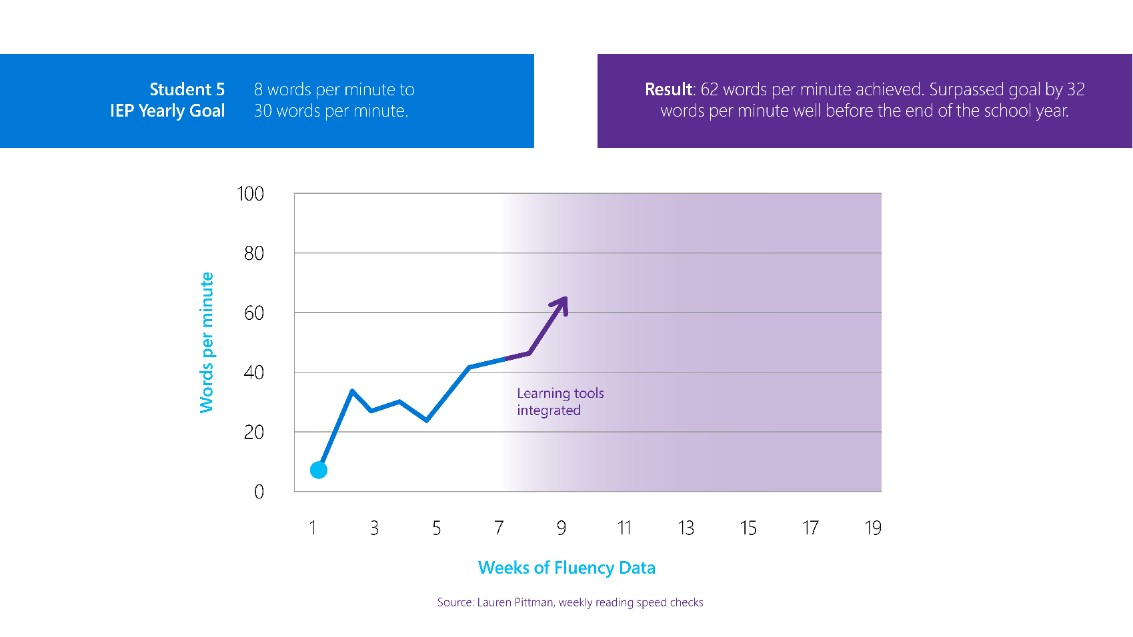 Student 5
IEP Yearly Goal
8 words per minute to
30 words per minute.
Result: 62 words per minute achieved. Surpassed goal by 32
words per minute well before the end of the school year.
100
80
60
40
20
0
Words per minute
Learning tools
integrated
1 3 5 7 9 11 13 15 17 19
Weeks of Fluency Data
Source: Lauren Pittman, weekly reading speed checks